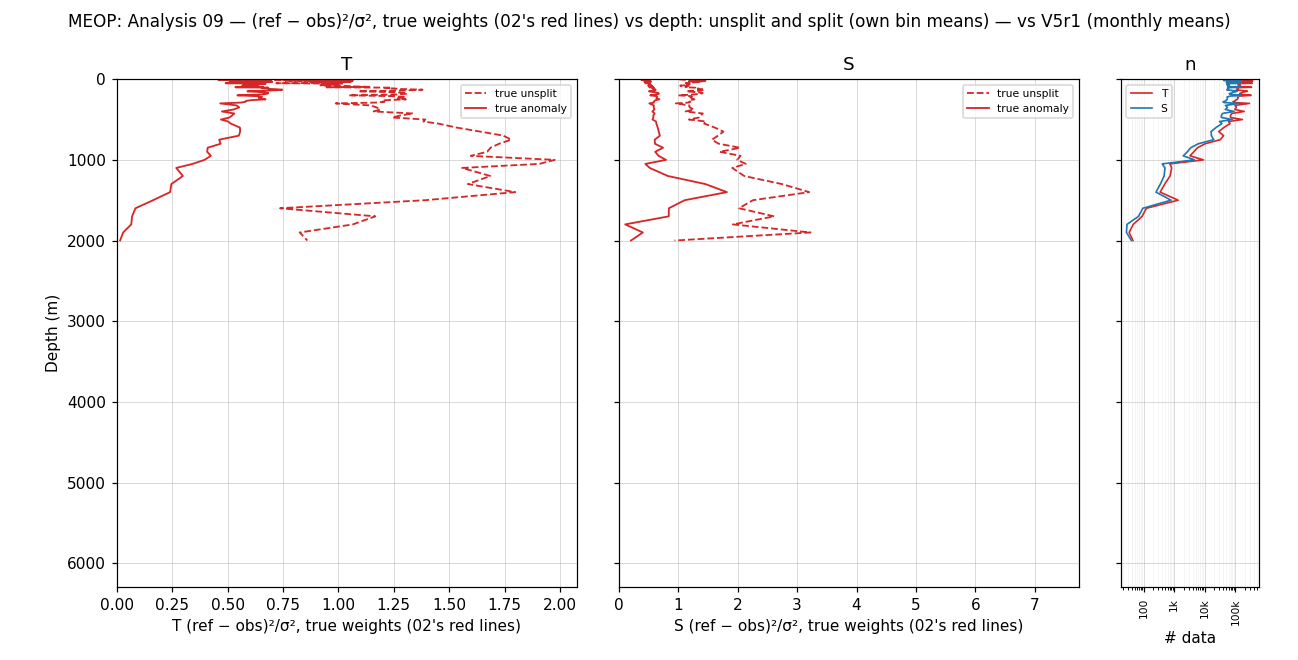 MEOP: Analysis 09 — (ref − obs)²/σ², true weights (02's red lines) vs depth: unsplit and split (own bin means) — vs V5r1 (monthly means)
T
S
n
true unsplit
true anomaly
true unsplit
true anomaly
T
S
0
1000
2000
3000
4000
5000
6000
Depth (m)
0.00 0.25 0.50 0.75 1.00 1.25 1.50 1.75 2.00
0 1 2 3 4 5 6 7
100 1k 10k 100k
T (ref − obs)²/σ², true weights (02's red lines)
S (ref − obs)²/σ², true weights (02's red lines)
# data